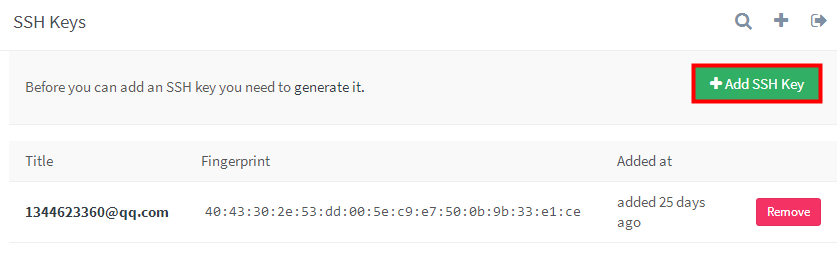 SSH Keys
Before you can add an SSH key you need to generate it.
Add SSH Key
Title Fingerprint Added at
1344623360@qq.com 40:43:30:2e:53:dd:00:5e:c9:e7:50:0b:9b:33:e1:ce added 25 days
ago
Remove